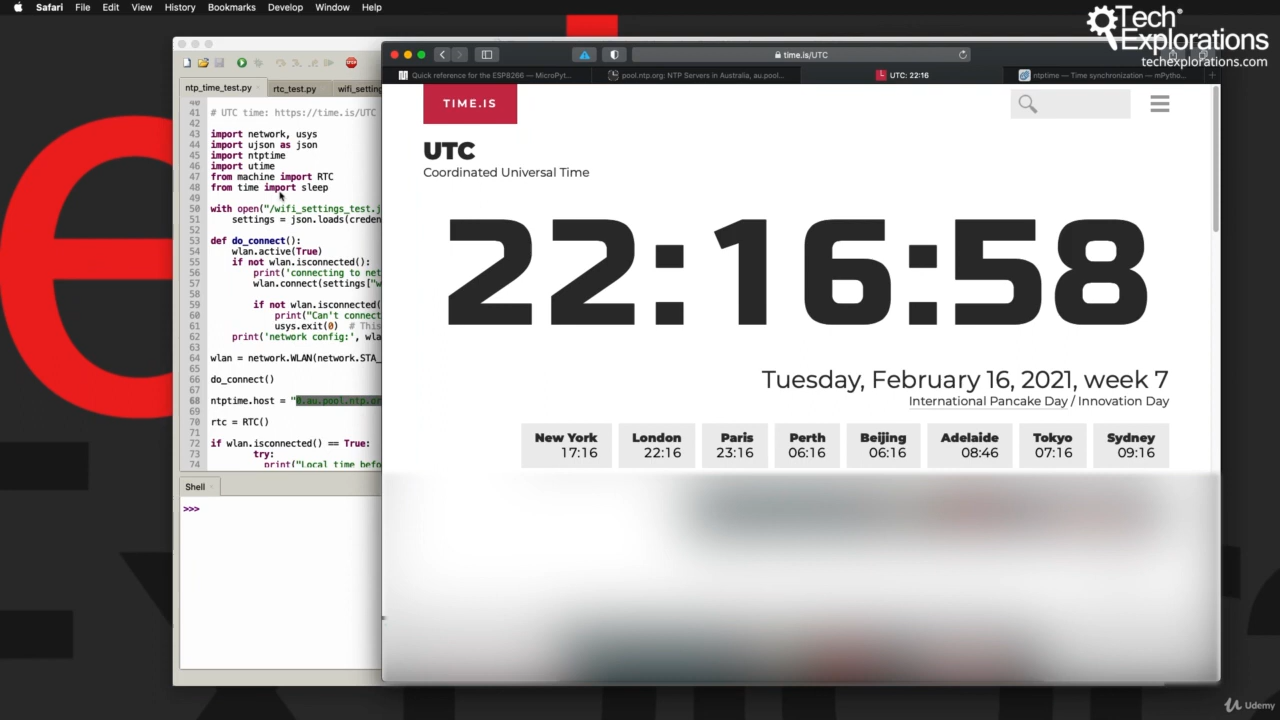 Safari File Edit View History Bookmarks Develop Window Help
Tech
Explorations
techexplorations.com
ntp_time_test.py
rtc_test.py
wifi_setting
40
41 # UTC time: https://time.is/UTC
42
43 import network, usys
44 import ujson as json
45 import ntptime
46 import utime
47 from machine import RTC
48 from time import sleep
49
50 with open("/wifi_settings_test.j
51 settings = json.loads(creden
52
53 def do_connect():
54 wlan.active(True)
55 if not wlan.isconnected():
56 print('connecting to net
57 wlan.connect(settings["w
58
59 if not wlan.isconnected(
60 print("Can't connect
61 usys.exit(0) # This
62 print('network config:', wla
63
64 wlan = network.WLAN(network.STA_
65
66 do_connect()
67
68 ntptime.host = "0.au.pool.ntp.or
69
70 rtc = RTC()
71
72 if wlan.isconnected() == True:
73 try:
74 print("Local time befo
Shell
>>>
time.is/UTC
Quick reference for the ESP8266 — MicroPyt...
pool.ntp.org: NTP Servers in Australia, au.pool...
UTC: 22:16
ntptime — Time synchronization — mPytho...
TIME.IS
UTC
Coordinated Universal Time
22:16:58
Tuesday, February 16, 2021, week 7
International Pancake Day / Innovation Day
New York London Paris Perth Beijing Adelaide Tokyo Sydney
17:16 22:16 23:16 06:16 06:16 08:46 07:16 09:16
Udemy